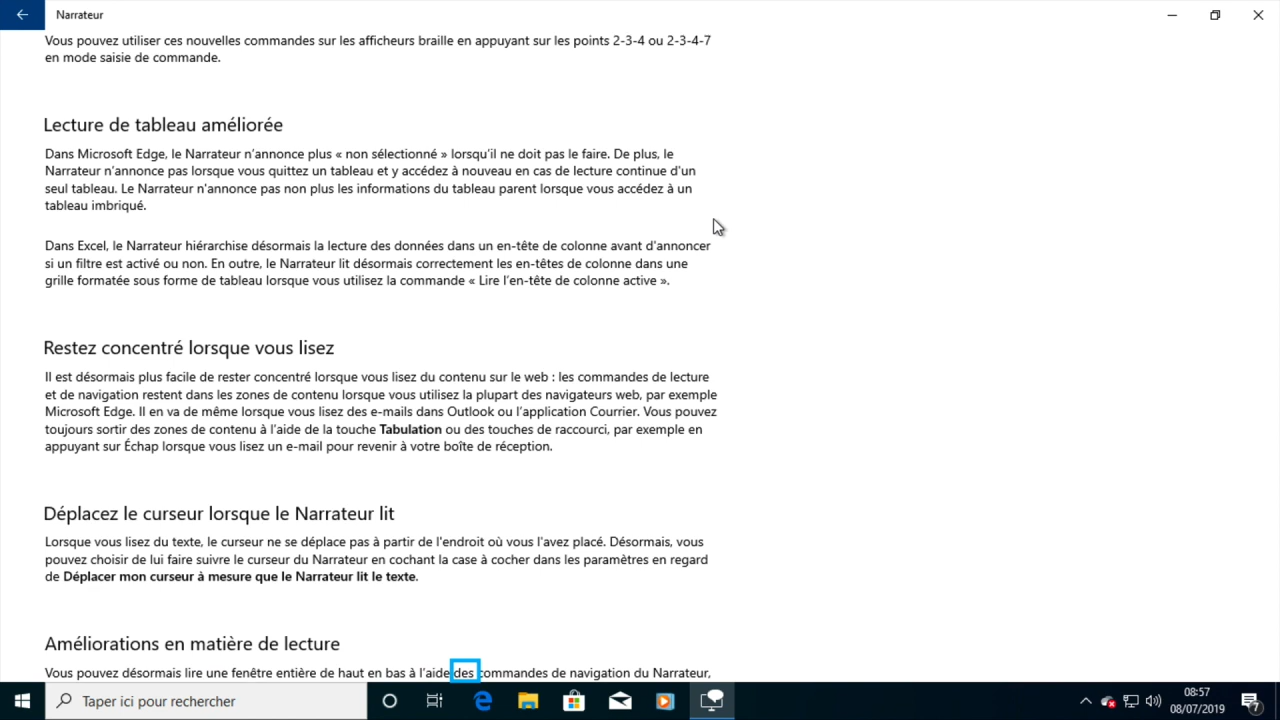 Narrateur
Vous pouvez utiliser ces nouvelles commandes sur les afficheurs braille en appuyant sur les points 2-3-4 ou 2-3-4-7
en mode saisie de commande.
Lecture de tableau améliorée
Dans Microsoft Edge, le Narrateur n'annonce plus « non sélectionné » lorsqu'il ne doit pas le faire. De plus, le
Narrateur n'annonce pas lorsque vous quittez un tableau et y accédez à nouveau en cas de lecture continue d'un
seul tableau. Le Narrateur n'annonce pas non plus les informations du tableau parent lorsque vous accédez à un
tableau imbriqué.
Dans Excel, le Narrateur hiérarchise désormais la lecture des données dans un en-tête de colonne avant d'annoncer
si un filtre est activé ou non. En outre, le Narrateur lit désormais correctement les en-têtes de colonne dans une
grille formatée sous forme de tableau lorsque vous utilisez la commande « Lire l'en-tête de colonne active ».
Restez concentré lorsque vous lisez
Il est désormais plus facile de rester concentré lorsque vous lisez du contenu sur le web : les commandes de lecture
et de navigation restent dans les zones de contenu lorsque vous utilisez la plupart des navigateurs web, par exemple
Microsoft Edge. Il en va de même lorsque vous lisez des e-mails dans Outlook ou l'application Courrier. Vous pouvez
toujours sortir des zones de contenu à l'aide de la touche Tabulation ou des touches de raccourci, par exemple en
appuyant sur Échap lorsque vous lisez un e-mail pour revenir à votre boîte de réception.
Déplacez le curseur lorsque le Narrateur lit
Lorsque vous lisez du texte, le curseur ne se déplace pas à partir de l'endroit où vous l'avez placé. Désormais, vous
pouvez choisir de lui faire suivre le curseur du Narrateur en cochant la case à cocher dans les paramètres en regard
de Déplacer mon curseur à mesure que le Narrateur lit le texte.
Améliorations en matière de lecture
Vous pouvez désormais lire une fenêtre entière de haut en bas à l'aide des commandes de navigation du Narrateur,
Taper ici pour rechercher
08:57
08/07/2019
7